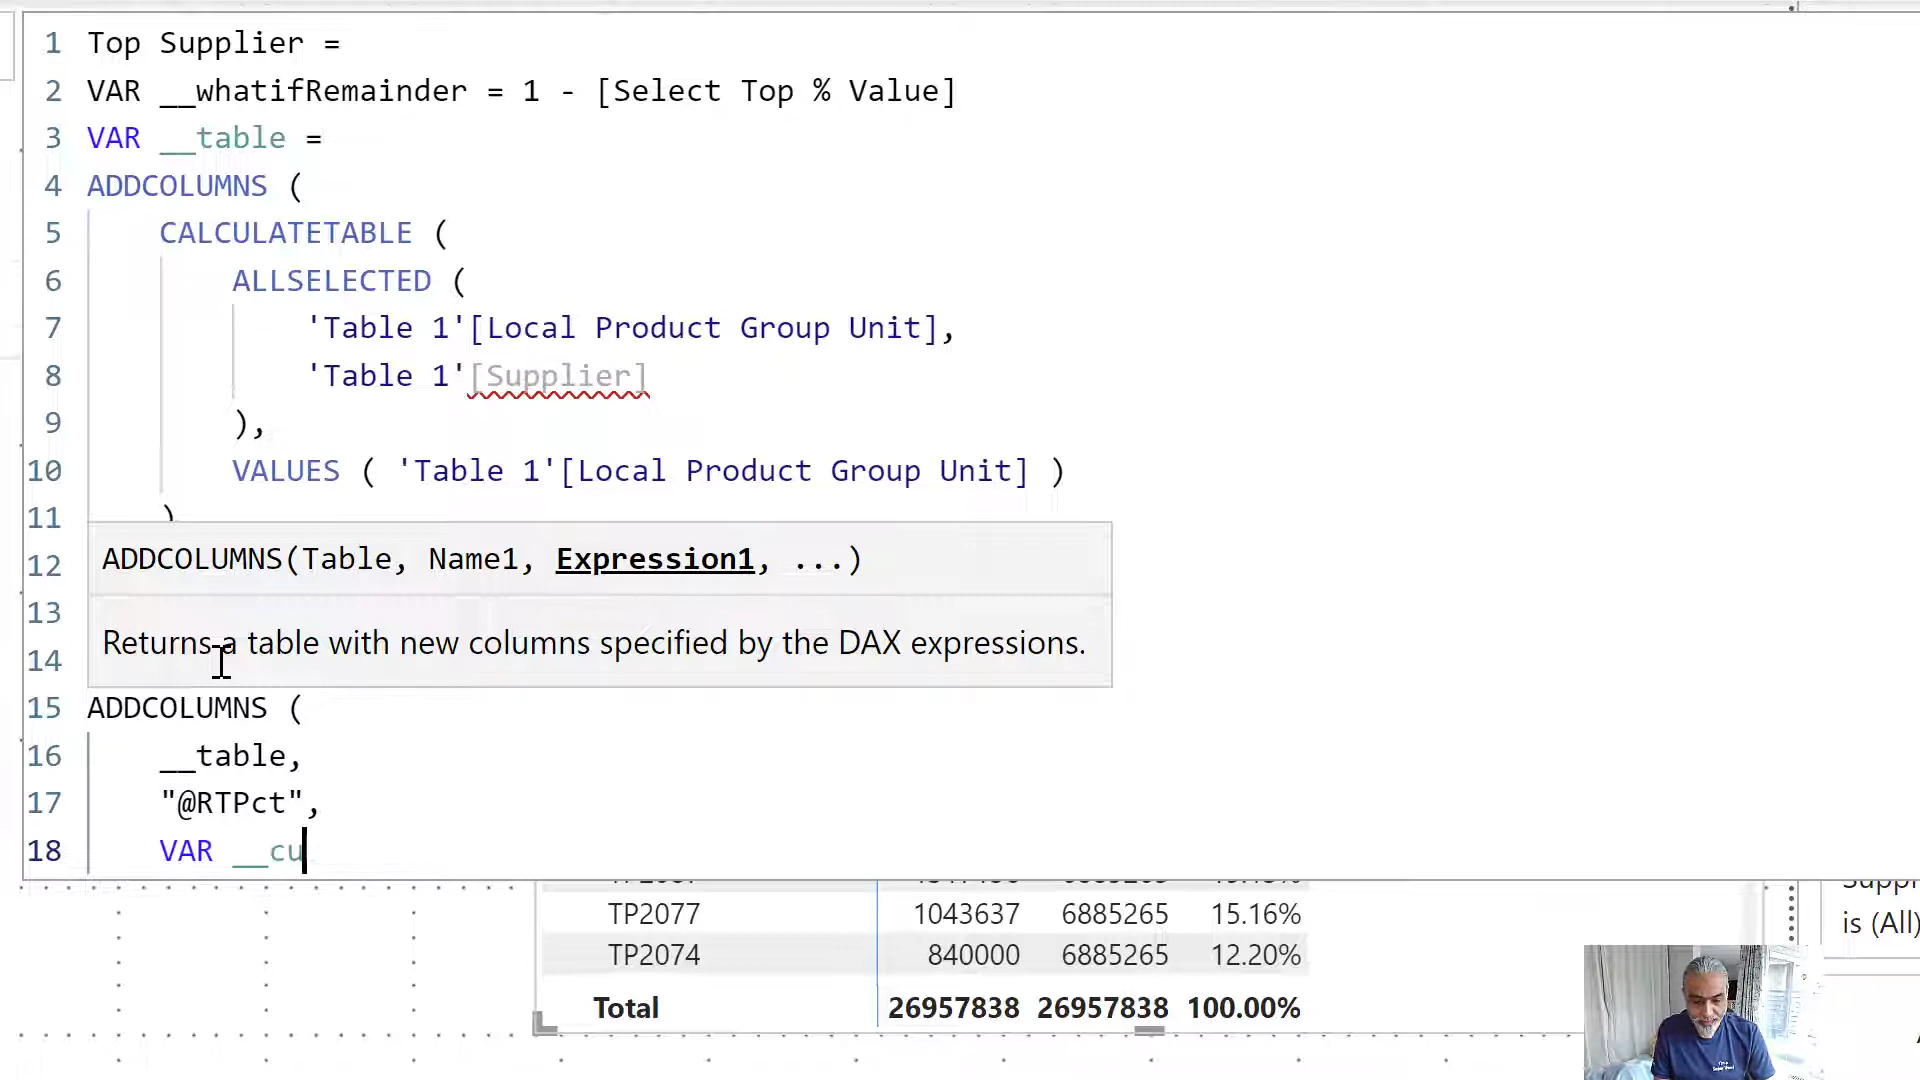 1 Top Supplier =
2 VAR __whatifRemainder = 1 - [Select Top % Value]
3 VAR __table =
4 ADDCOLUMNS (
5 CALCULATETABLE (
6 ALLSELECTED (
7 'Table 1'[Local Product Group Unit],
8 'Table 1'[Supplier]
9 ),
10 VALUES ( 'Table 1'[Local Product Group Unit] )
11 )
12
13
14
ADDCOLUMNS(Table, Name1, Expression1, ...)
Returns a table with new columns specified by the DAX expressions.
15 ADDCOLUMNS (
16 __table,
17 "@RTPct",
18 VAR __cu
TP2077 1043637 6885265 15.16%
TP2074 840000 6885265 12.20%
Total 26957838 26957838 100.00%
is (All)